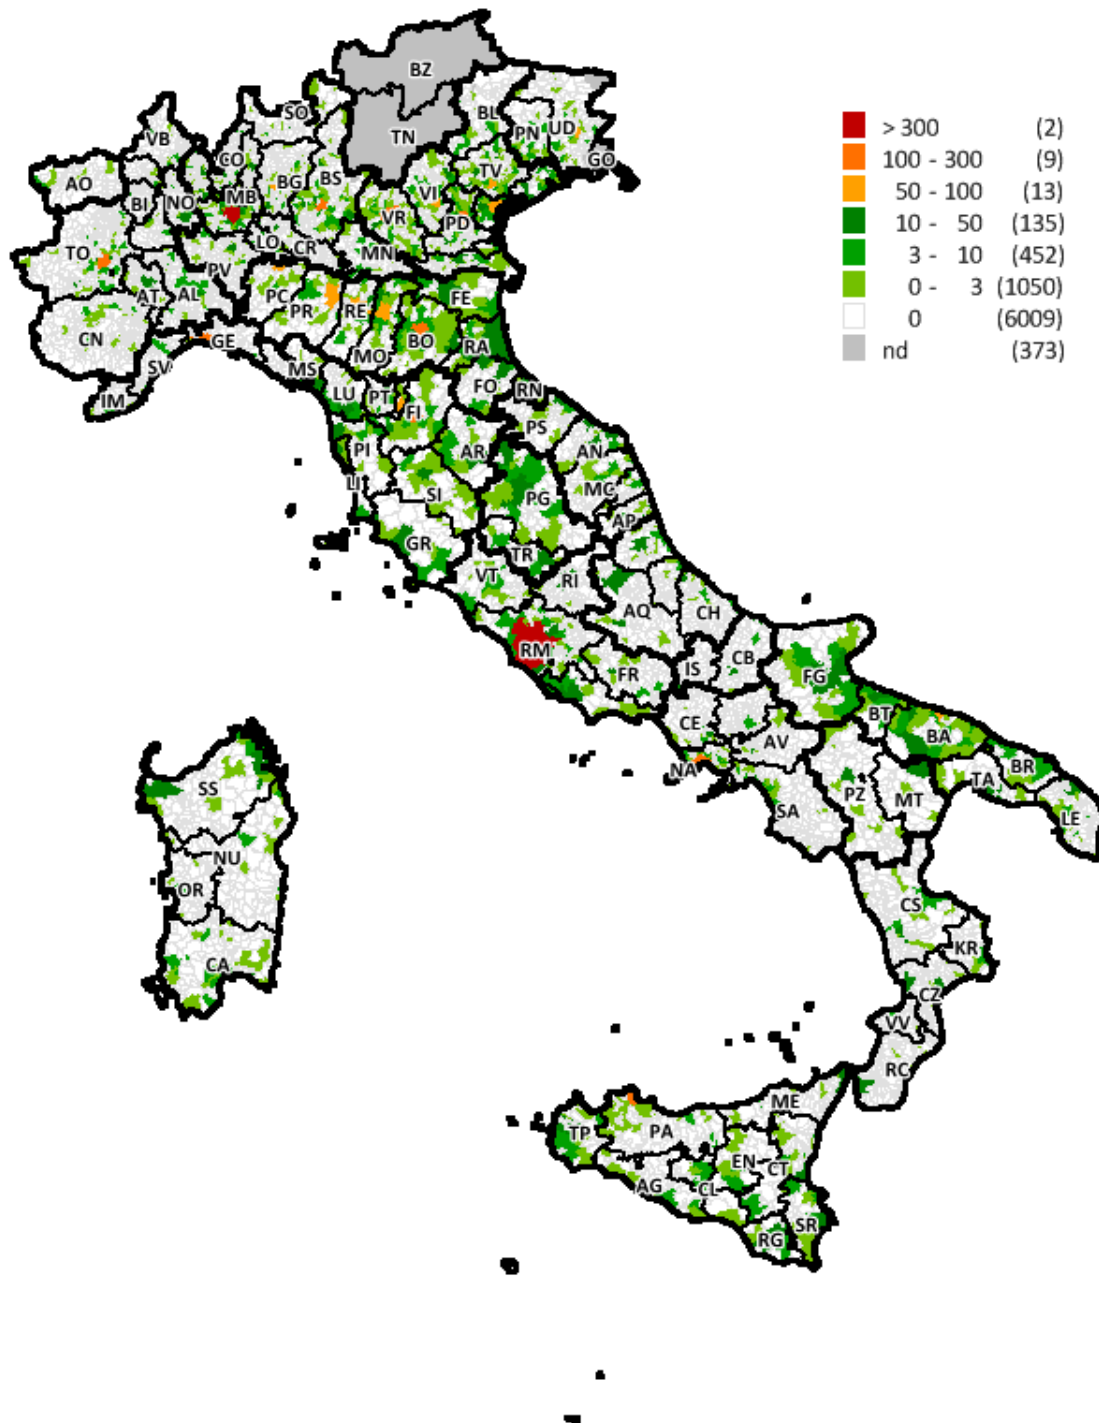 BZ
SO
TN
BL
PN
UD
VB
CO
GO
AO
BG
BS
TV
BI
NO
MB
VI
VR
PD
TO
LO
CR
MN
PV
AT
AL
PC
PR
RE
FE
CN
GE
BO
MO
RA
SV
MS
LU
PT
FO
RN
IM
FI
PS
PI
AR
AN
LI
SI
PG
MC
GR
AP
TR
VT
RI
AQ
CH
RM
FR
IS
CB
FG
CE
BT
AV
BA
NA
BR
SS
PZ
MT
TA
SA
LE
NU
OR
CS
CA
KR
CZ
VV
RC
ME
TP
PA
EN
CT
AG
CL
SR
RG
> 300 (2)
100 - 300 (9)
50 - 100 (13)
10 - 50 (135)
3 - 10 (452)
0 - 3 (1050)
0 (6009)
nd (373)